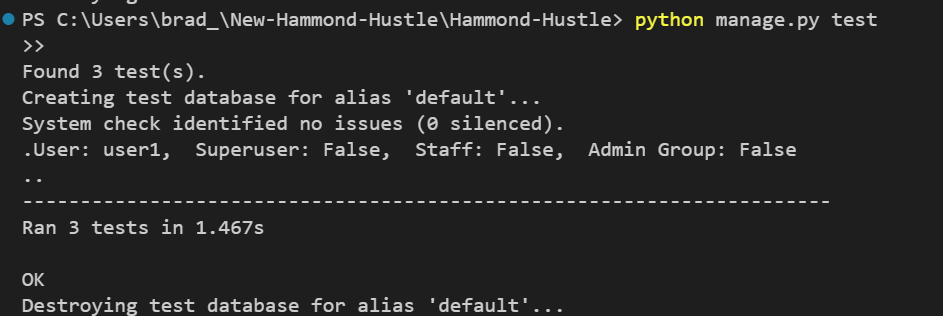 PS C:\Users\brad_\New-Hammond-Hustle\Hammond-Hustle> python manage.py test
>>
Found 3 test(s).
Creating test database for alias 'default'...
System check identified no issues (0 silenced).
.User: user1,  Superuser: False,  Staff: False,  Admin Group: False
..
----------------------------------------------------------------------
Ran 3 tests in 1.467s
OK
Destroying test database for alias 'default'...